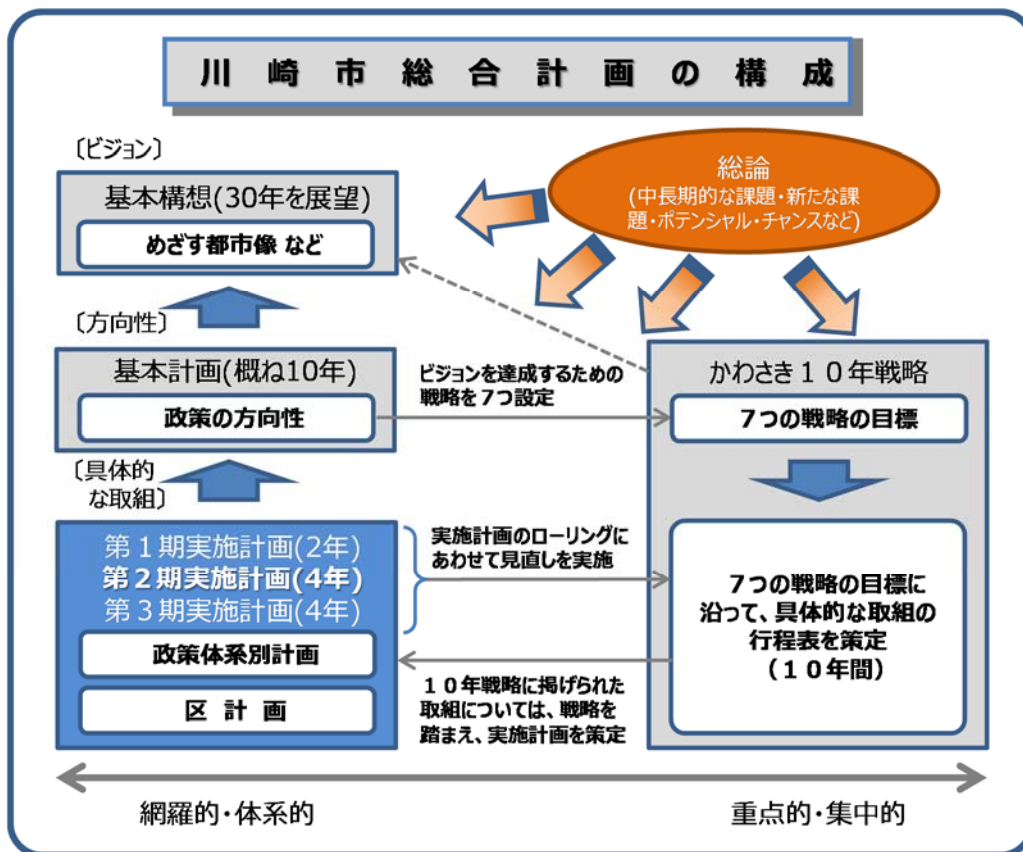 川崎市総合計画の構成
〔ビジョン〕
基本構想(30年を展望)
めざす都市像 など
総論
(中長期的な課題・新たな課
題・ポテンシャル・チャンスなど)
〔方向性〕
基本計画(概ね10年)
政策の方向性
ビジョンを達成するための
戦略を７つ設定
かわさき１０年戦略
７つの戦略の目標
〔具体的
な取組〕
第１期実施計画(2年)
第２期実施計画(4年)
第３期実施計画(4年)
政策体系別計画
区 計 画
実施計画のローリングに
あわせて見直しを実施
７つの戦略の目標に
沿って、具体的な取組の
行程表を策定
（１０年間）
１０年戦略に掲げられた
取組については、戦略を
踏まえ、実施計画を策定
網羅的・体系的
重点的・集中的